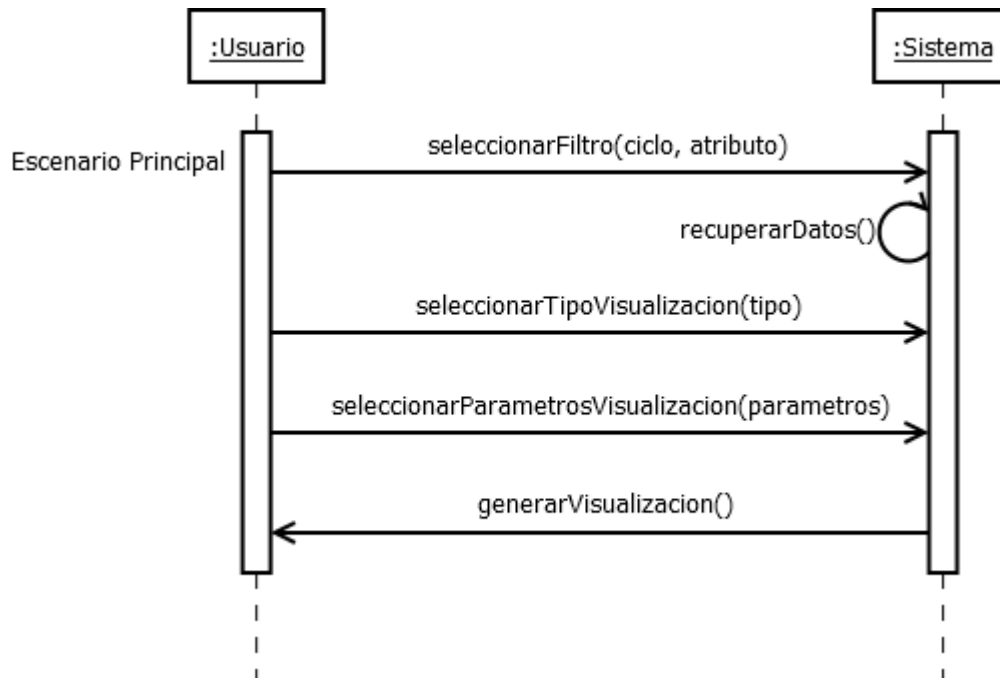 :Usuario
:Sistema
Escenario Principal
seleccionarFiltro(ciclo, atributo)
recuperarDatos()
seleccionarTipoVisualizacion(tipo)
seleccionarParametrosVisualizacion(parametros)
generarVisualizacion()